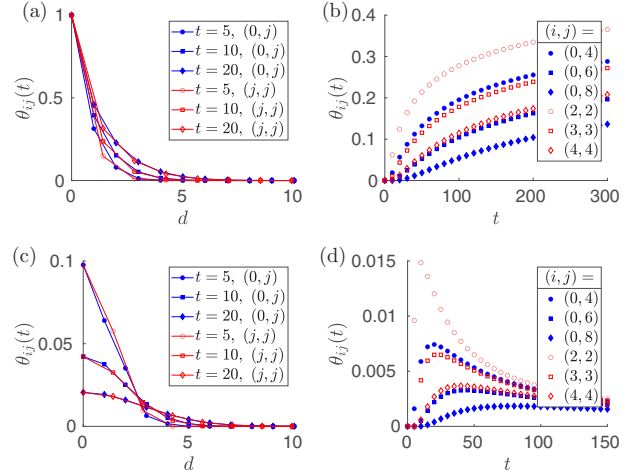 (a)
θij(t)
1
0.5
0
0
5
10
d
t = 5, (0, j)
t = 10, (0, j)
t = 20, (0, j)
t = 5, (j, j)
t = 10, (j, j)
t = 20, (j, j)
(b)
θij(t)
0.4
0.3
0.2
0.1
0
0
100
200
300
t
(i, j) =
(0, 4)
(0, 6)
(0, 8)
(2, 2)
(3, 3)
(4, 4)
(c)
θij(t)
0.1
0.05
0
0
5
10
d
t = 5, (0, j)
t = 10, (0, j)
t = 20, (0, j)
t = 5, (j, j)
t = 10, (j, j)
t = 20, (j, j)
(d)
θij(t)
0.015
0.01
0.005
0
0
50
100
150
t
(i, j) =
(0, 4)
(0, 6)
(0, 8)
(2, 2)
(3, 3)
(4, 4)